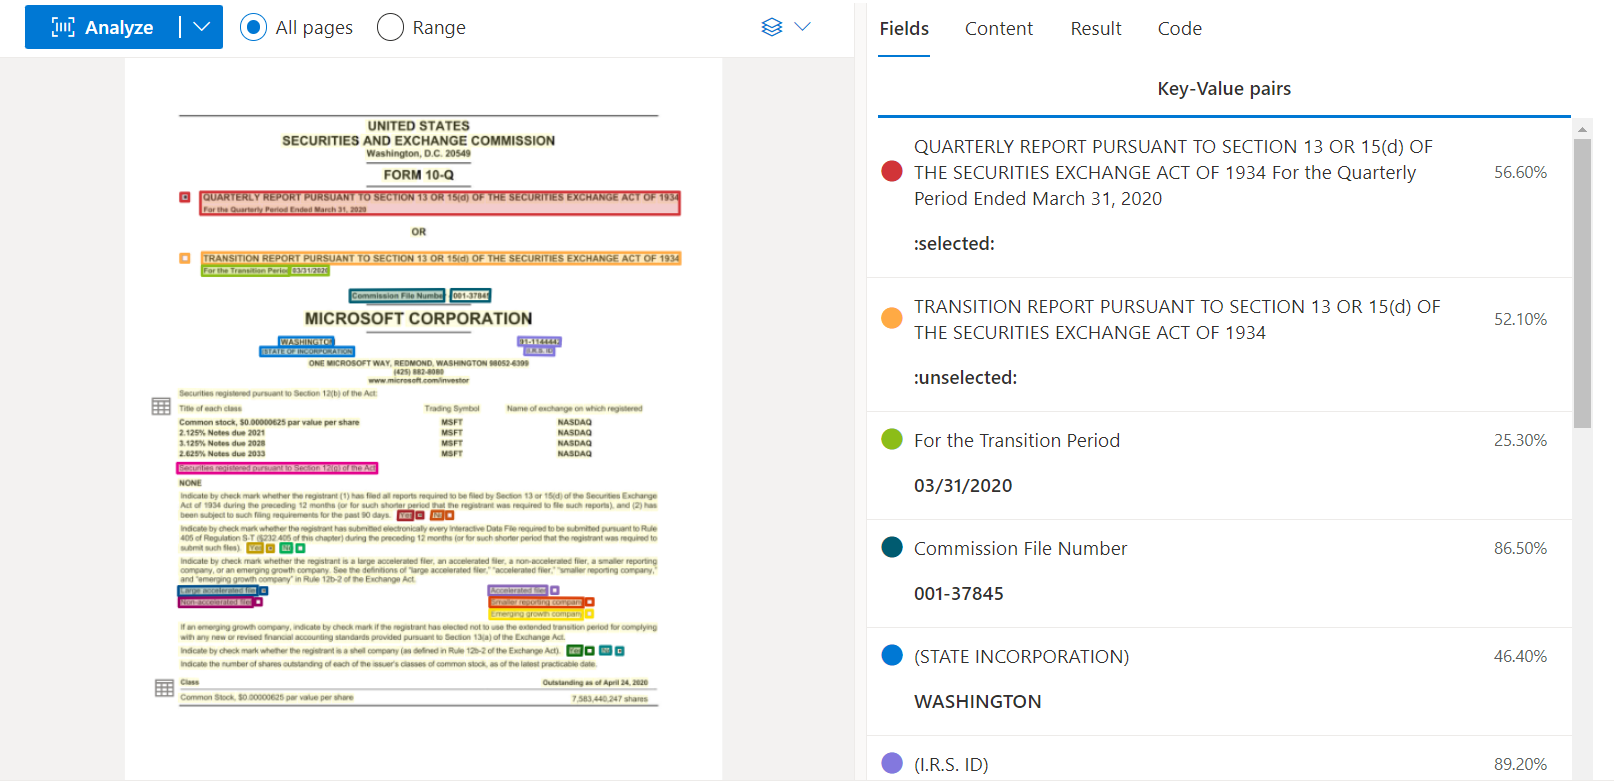 Analyze
All pages
Range
Fields
Content
Result
Code
Key-Value pairs
UNITED STATES
SECURITIES AND EXCHANGE COMMISSION
Washington, D.C. 20549
FORM 10-Q
QUARTERLY REPORT PURSUANT TO SECTION 13 OR 15(d) OF THE SECURITIES EXCHANGE ACT OF 1934
For the Quarterly Period Ended March 31, 2020
OR
TRANSITION REPORT PURSUANT TO SECTION 13 OR 15(d) OF THE SECURITIES EXCHANGE ACT OF 1934
For the Transition Period 03/31/2020
Commission File Number 001-37845
MICROSOFT CORPORATION
WASHINGTON 91-1144442
(STATE OF INCORPORATION) (I.R.S. ID)
ONE MICROSOFT WAY, REDMOND, WASHINGTON 98052-6399
(425) 882-8080
www.microsoft.com/investor
Securities registered pursuant to Section 12(b) of the Act:
Title of each class Trading Symbol Name of exchange on which registered
Common stock, $0.00000625 par value per share MSFT NASDAQ
2.125% Notes due 2021 MSFT NASDAQ
3.125% Notes due 2028 MSFT NASDAQ
2.625% Notes due 2033 MSFT NASDAQ
Securities registered pursuant to Section 12(g) of the Act
NONE
Indicate by check mark whether the registrant (1) has filed all reports required to be filed by Section 13 or 15(d) of the Securities Exchange
Act of 1934 during the preceding 12 months (or for such shorter period that the registrant was required to file such reports), and (2) has
been subject to such filing requirements for the past 90 days. Yes No
Indicate by check mark whether the registrant has submitted electronically every Interactive Data File required to be submitted pursuant to Rule
405 of Regulation S-T (§232.405 of this chapter) during the preceding 12 months (or for such shorter period that the registrant was required to
submit such files). Yes No
Indicate by check mark whether the registrant is a large accelerated filer, an accelerated filer, a non-accelerated filer, a smaller reporting
company, or an emerging growth company. See the definitions of "large accelerated filer," "accelerated filer," "smaller reporting company,"
and "emerging growth company" in Rule 12b-2 of the Exchange Act.
Large accelerated filer Accelerated filer
Non-accelerated filer Smaller reporting company
Emerging growth company
If an emerging growth company, indicate by check mark if the registrant has elected not to use the extended transition period for complying
with any new or revised financial accounting standards provided pursuant to Section 13(a) of the Exchange Act.
Indicate by check mark whether the registrant is a shell company (as defined in Rule 12b-2 of the Exchange Act). Yes No
Indicate the number of shares outstanding of each of the issuer's classes of common stock, as of the latest practicable date.
Class Outstanding as of April 24, 2020
Common Stock, $0.00000625 par value per share 7,583,440,247 shares
QUARTERLY REPORT PURSUANT TO SECTION 13 OR 15(d) OF
THE SECURITIES EXCHANGE ACT OF 1934 For the Quarterly 56.60%
Period Ended March 31, 2020
:selected:
TRANSITION REPORT PURSUANT TO SECTION 13 OR 15(d) OF
THE SECURITIES EXCHANGE ACT OF 1934 52.10%
:unselected:
For the Transition Period 25.30%
03/31/2020
Commission File Number 86.50%
001-37845
(STATE INCORPORATION) 46.40%
WASHINGTON
(I.R.S. ID) 89.20%